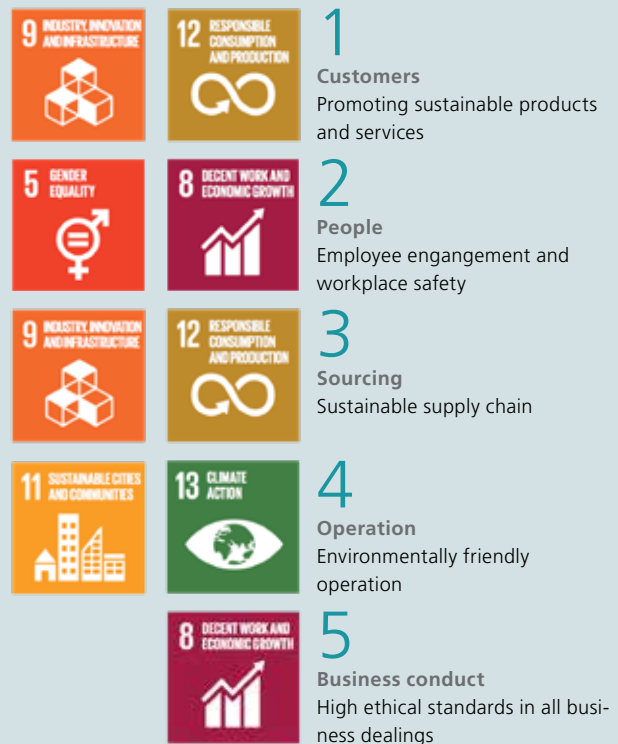 9 INDUSTRY, INNOVATION
AND INFRASTRUCTURE
12 RESPONSIBLE
CONSUMPTION
AND PRODUCTION
1
Customers
Promoting sustainable products
and services
5 GENDER
EQUALITY
8 DECENT WORK AND
ECONOMIC GROWTH
2
People
Employee engangement and
workplace safety
9 INDUSTRY, INNOVATION
AND INFRASTRUCTURE
12 RESPONSIBLE
CONSUMPTION
AND PRODUCTION
3
Sourcing
Sustainable supply chain
11 SUSTAINABLE CITIES
AND COMMUNITIES
13 CLIMATE
ACTION
4
Operation
Environmentally friendly
operation
8 DECENT WORK AND
ECONOMIC GROWTH
5
Business conduct
High ethical standards in all busi-
ness dealings